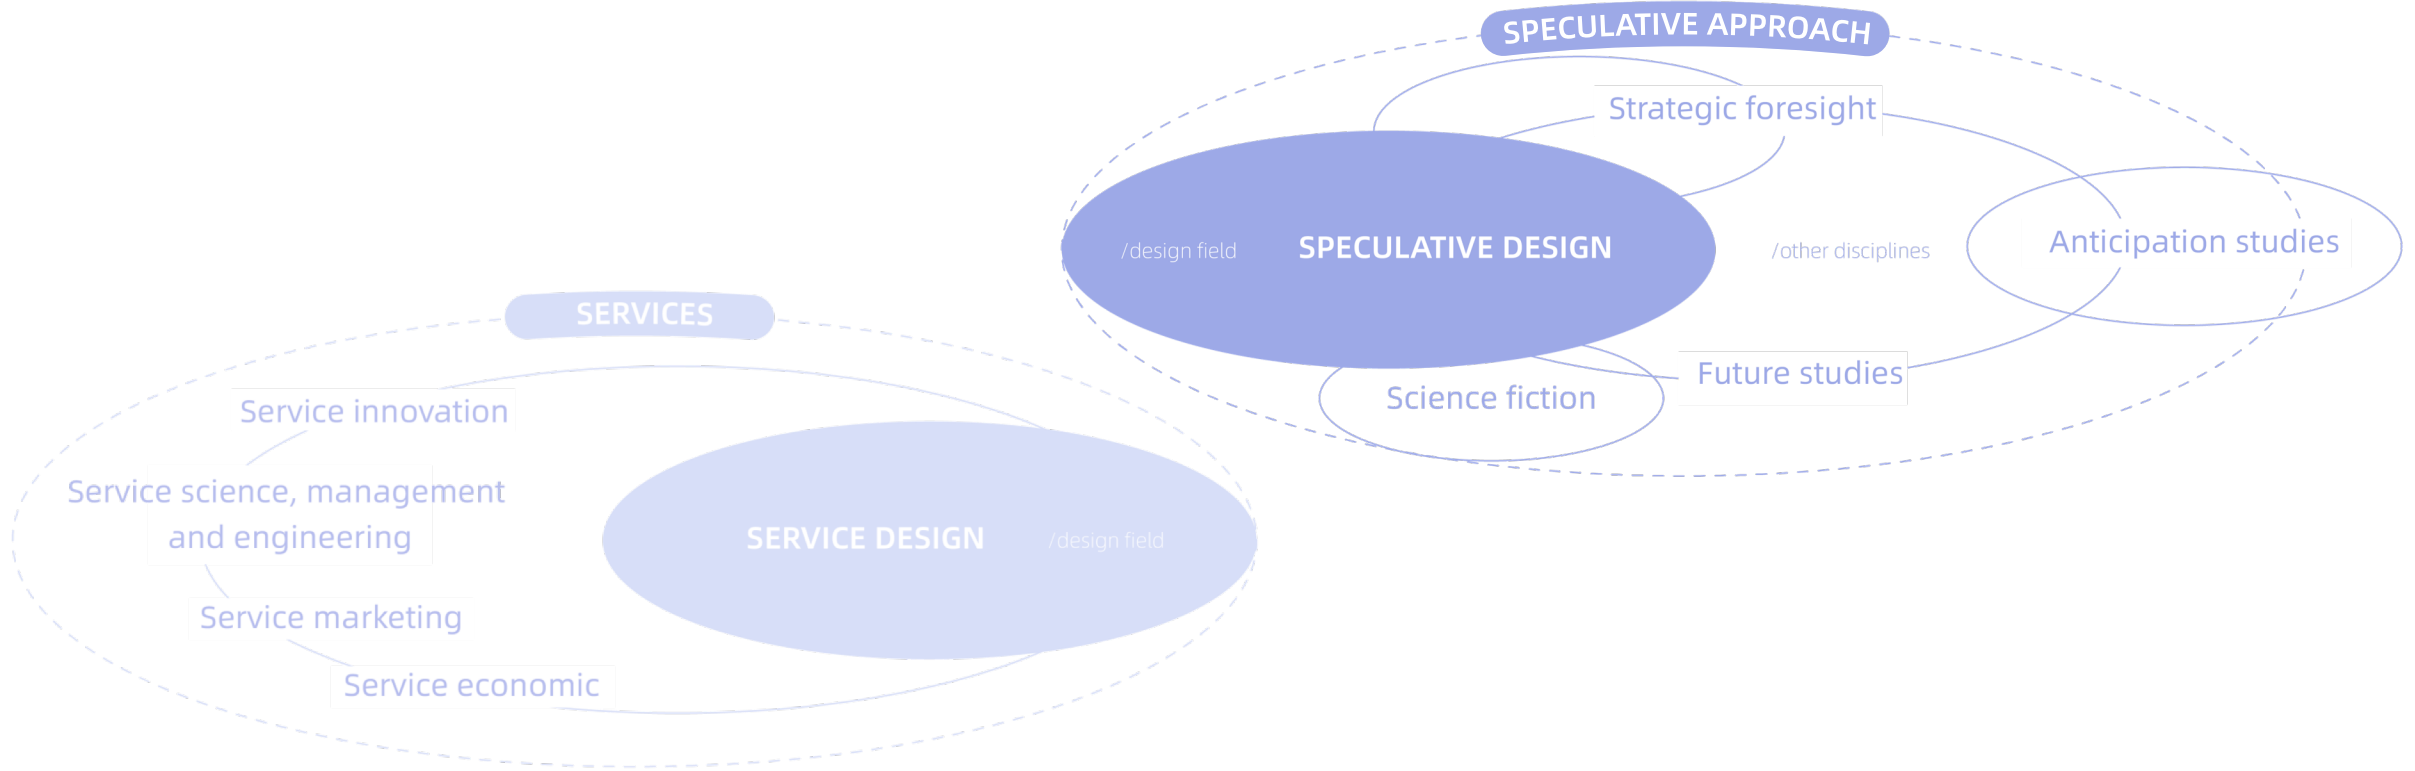 SPECULATIVE APPROACH
Strategic foresight
/design field
SPECULATIVE DESIGN
/other disciplines
Anticipation studies
Future studies
Science fiction
SERVICES
Service innovation
Service science, management
and engineering
SERVICE DESIGN
/design field
Service marketing
Service economic